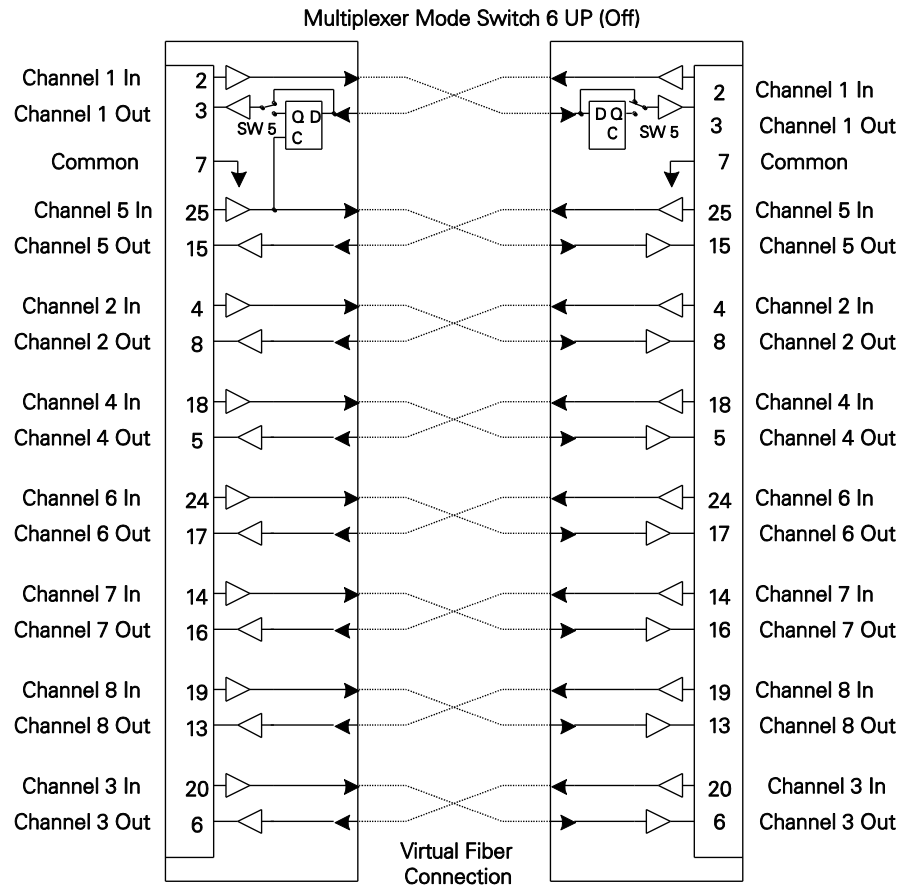 Multiplexer Mode Switch 6 UP (Off)
Channel 1 In 2 2 Channel 1 In
Channel 1 Out 3 SW 5 Q D C D Q C SW 5 3 Channel 1 Out
Common 7 7 Common
Channel 5 In 25 25 Channel 5 In
Channel 5 Out 15 15 Channel 5 Out
Channel 2 In 4 4 Channel 2 In
Channel 2 Out 8 8 Channel 2 Out
Channel 4 In 18 18 Channel 4 In
Channel 4 Out 5 5 Channel 4 Out
Channel 6 In 24 24 Channel 6 In
Channel 6 Out 17 17 Channel 6 Out
Channel 7 In 14 14 Channel 7 In
Channel 7 Out 16 16 Channel 7 Out
Channel 8 In 19 19 Channel 8 In
Channel 8 Out 13 13 Channel 8 Out
Channel 3 In 20 20 Channel 3 In
Channel 3 Out 6 6 Channel 3 Out
Virtual Fiber
Connection